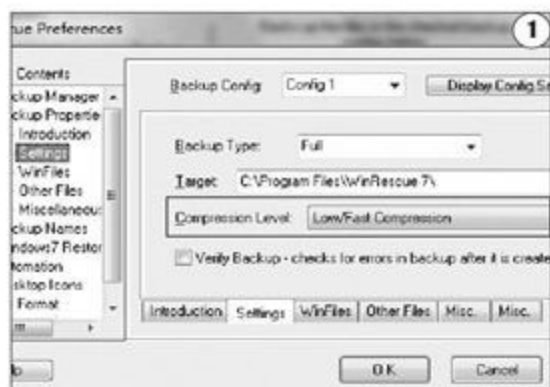 ue Preferences
1
Contents
ckup Manager
ckup Propertie
Introduction
Settings
WinFiles
Other Files
Miscellaneou
ckup Names
ndows7 Restor
tomation
sktop Icons
Format
Backup Config: Config 1 Display Config Se
Backup Type: Full
Target: C:\Program Files\WinRescue 7\
Compression Level: Low/Fast Compression
Verify Backup - checks for errors in backup after it is create
Introduction Settings WinFiles Other Files Misc. Misc.
lp OK Cancel